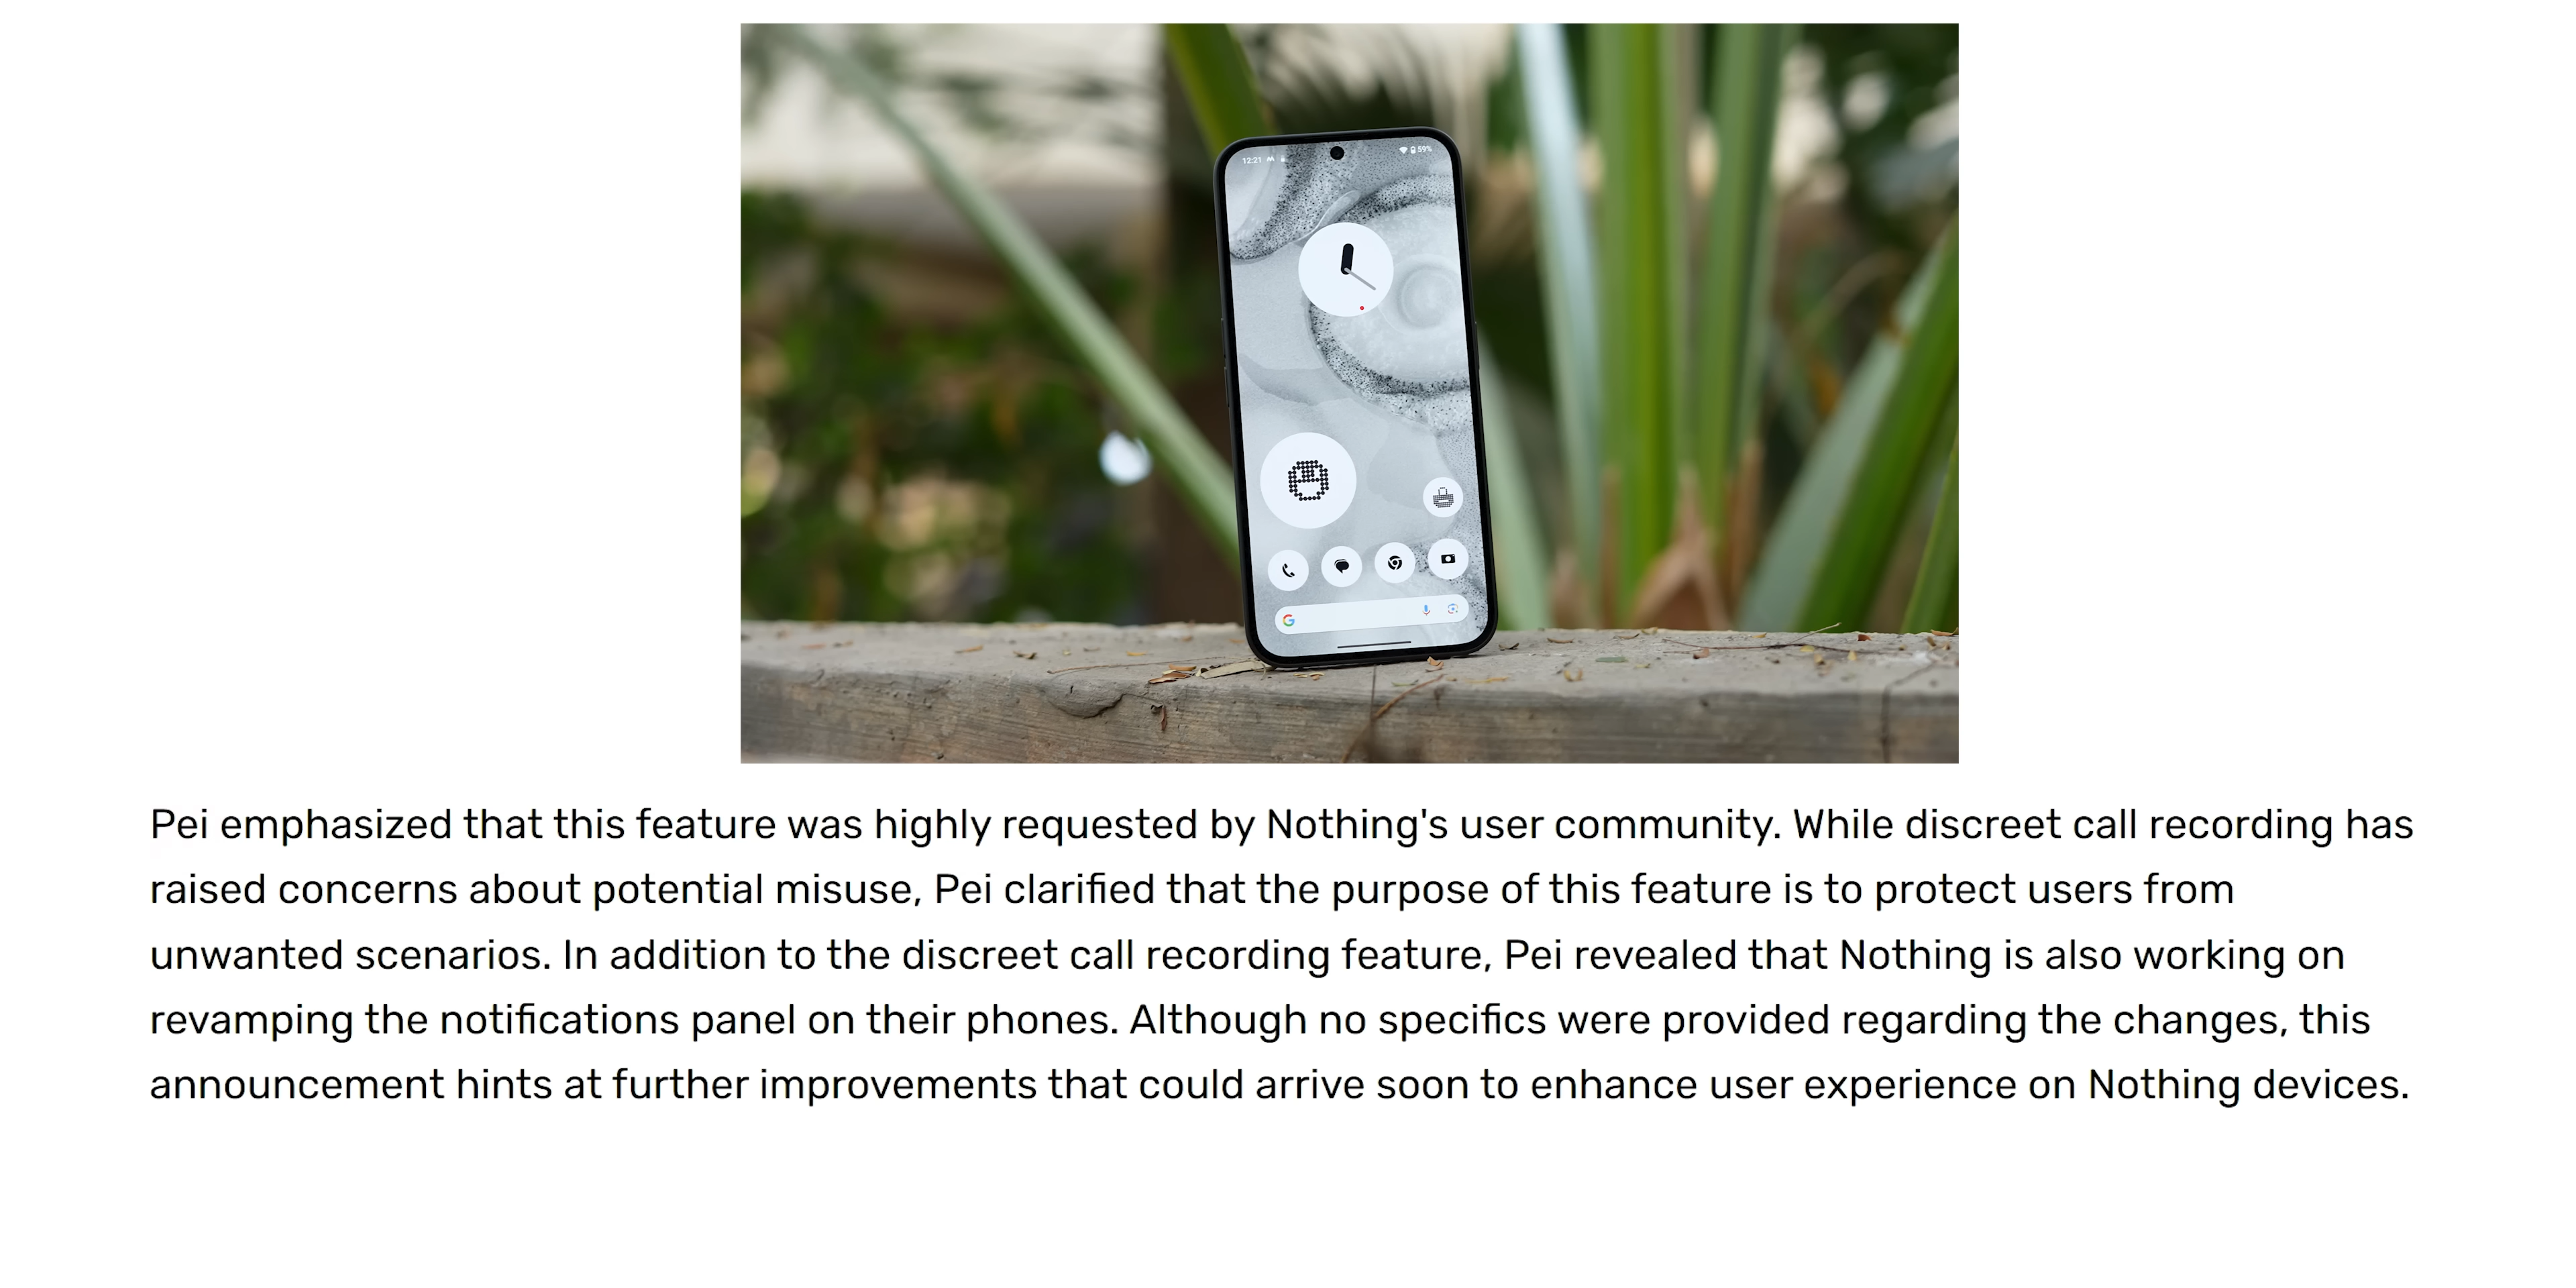 12:21
59%
G
Pei emphasized that this feature was highly requested by Nothing's user community. While discreet call recording has
raised concerns about potential misuse, Pei clarified that the purpose of this feature is to protect users from
unwanted scenarios. In addition to the discreet call recording feature, Pei revealed that Nothing is also working on
revamping the notifications panel on their phones. Although no specifics were provided regarding the changes, this
announcement hints at further improvements that could arrive soon to enhance user experience on Nothing devices.